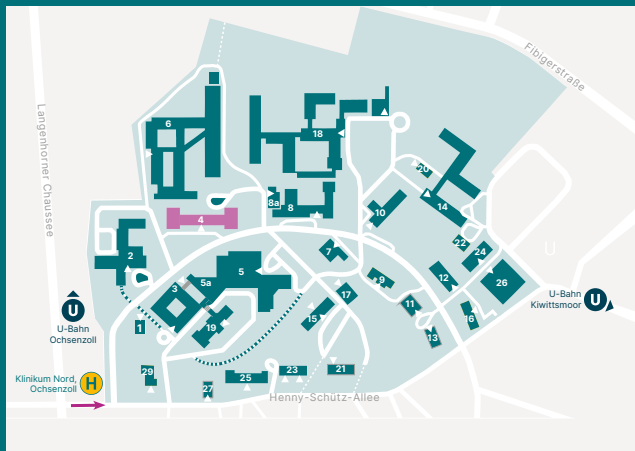 Fibigerstraße
Langenhorner Chaussee
6
18
20
4
8a
8
10
14
2
7
22
24
U
5
5a
9
12
26
3
17
11
U-Bahn
Kiwittsmoor
U
U
U-Bahn
Ochsenzoll
1
19
15
16
13
29
23
21
Klinikum Nord,
Ochsenzoll
H
27
25
Henny-Schütz-Allee